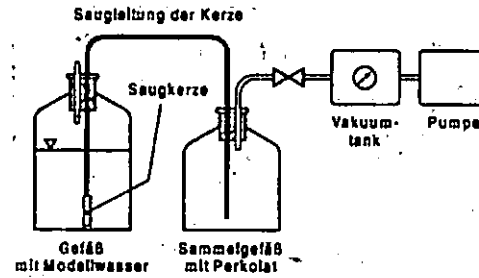 Saugleitung der Kerze
Saugkerze
Vakuum-
tank
Pumpe
Gefäß
mit Modellwasser
Sammelgefäß
mit Perkolat